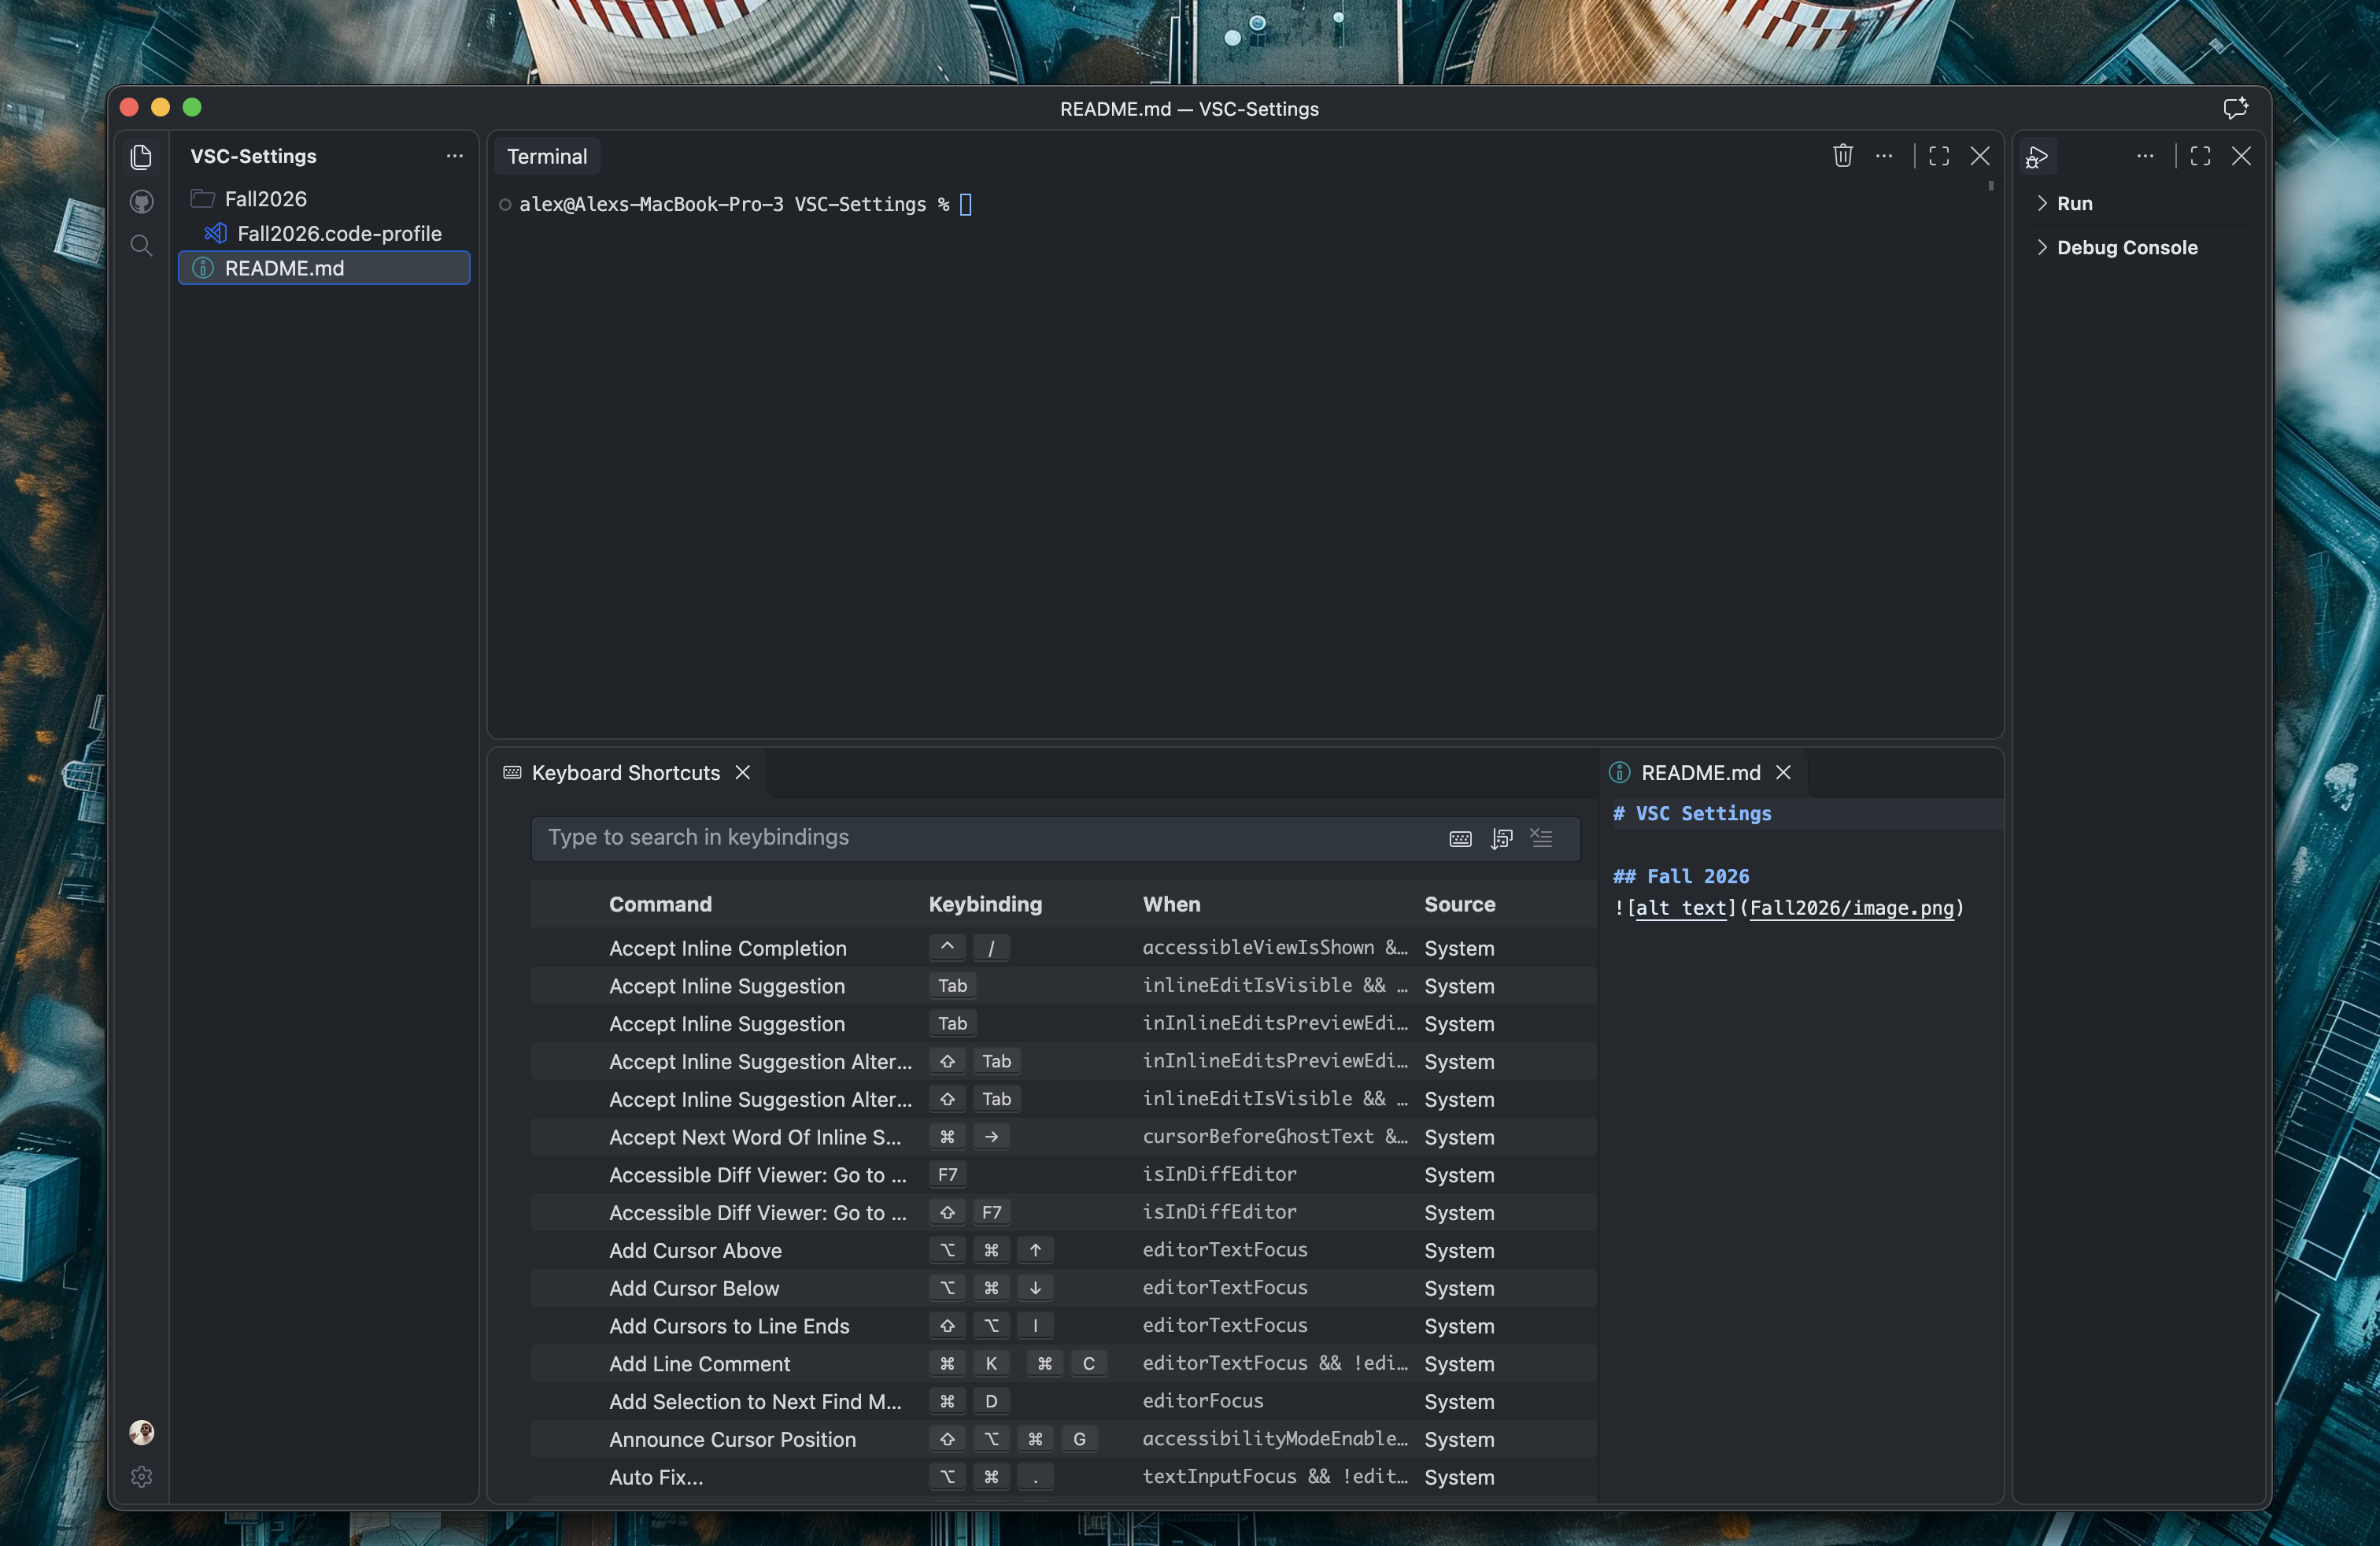 README.md — VSC-Settings
VSC-Settings
Fall2026
Fall2026.code-profile
README.md
Terminal
alex@Alexs-MacBook-Pro-3 VSC-Settings %
Run
Debug Console
Keyboard Shortcuts
Type to search in keybindings
Command Keybinding When Source
Accept Inline Completion ^ / accessibleViewIsShown &… System
Accept Inline Suggestion Tab inlineEditIsVisible && … System
Accept Inline Suggestion Tab inInlineEditsPreviewEdi… System
Accept Inline Suggestion Alter... ⇧ Tab inInlineEditsPreviewEdi… System
Accept Inline Suggestion Alter... ⇧ Tab inlineEditIsVisible && … System
Accept Next Word Of Inline S... ⌘ → cursorBeforeGhostText &… System
Accessible Diff Viewer: Go to ... F7 isInDiffEditor System
Accessible Diff Viewer: Go to ... ⇧ F7 isInDiffEditor System
Add Cursor Above ⌥ ⌘ ↑ editorTextFocus System
Add Cursor Below ⌥ ⌘ ↓ editorTextFocus System
Add Cursors to Line Ends ⇧ ⌥ I editorTextFocus System
Add Line Comment ⌘ K ⌘ C editorTextFocus && !edi… System
Add Selection to Next Find M... ⌘ D editorFocus System
Announce Cursor Position ⇧ ⌥ ⌘ G accessibilityModeEnable… System
Auto Fix... ⌥ ⌘ . textInputFocus && !edit… System
README.md
# VSC Settings
## Fall 2026
![alt text](Fall2026/image.png)